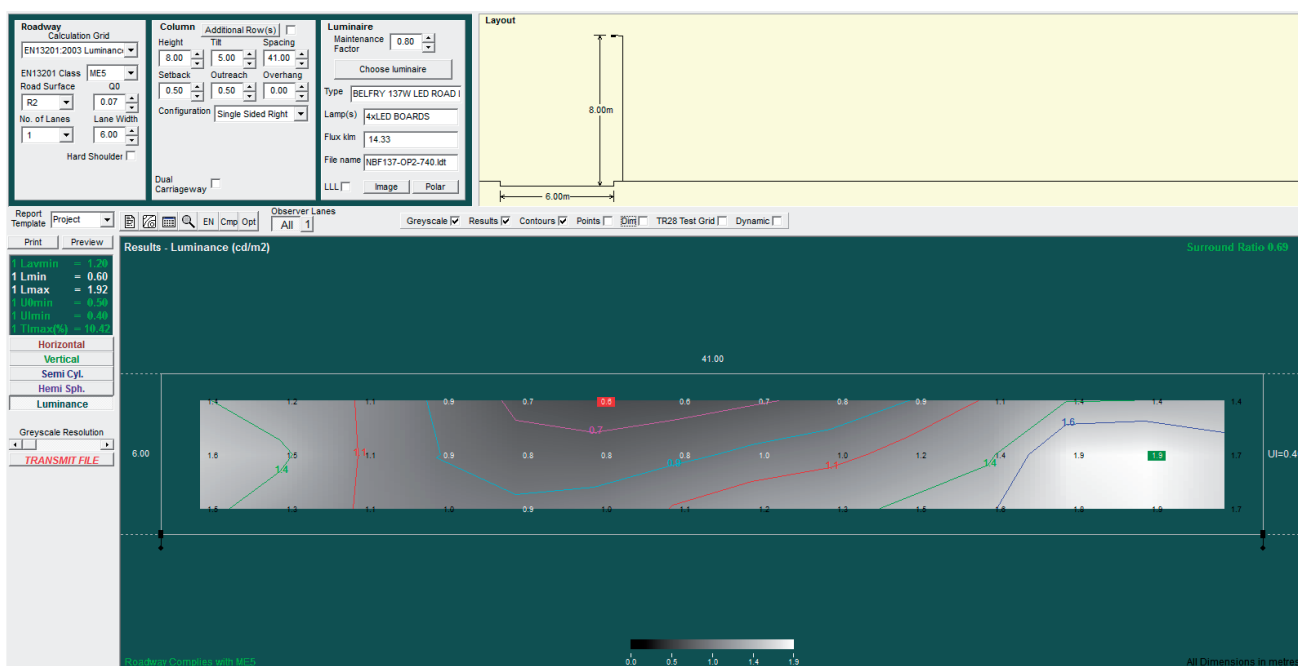 Roadway
Calculation Grid
EN13201:2003 Luminanc
EN13201 Class ME5
Road Surface Q0
R2 0.07
No. of Lanes Lane Width
1 6.00
Hard Shoulder
Column Additional Row(s)
Height Tilt Spacing
8.00 5.00 41.00
Setback Outreach Overhang
0.50 0.50 0.00
Configuration Single Sided Right
Dual
Carriageway
Luminaire
Maintenance
Factor 0.80
Choose luminaire
Type BELFRY 137W LED ROAD
Lamp(s) 4xLED BOARDS
Flux klm 14.33
File name NBF137-OP2-740.ldt
LLL Image Polar
Layout
8.00m
6.00m
Report
Template Project
EN Cmp Opt
Observer Lanes
All 1
Greyscale Results Contours Points Dim TR28 Test Grid Dynamic
Print Preview
1 Lavmin = 1.20
1 Lmin = 0.60
1 Lmax = 1.92
1 U0min = 0.50
1 Ulmin = 0.40
1 TImax(%) = 10.42
Horizontal
Vertical
Semi Cyl.
Hemi Sph.
Luminance
Greyscale Resolution
TRANSMIT FILE
Results - Luminance (cd/m2)
Surround Ratio 0.69
41.00
1.4 1.2 1.1 0.9 0.7 0.6 0.6 0.7 0.8 0.9 1.1 1.4 1.4 1.4
1.6
0.7
6.00 1.6 1.5 1.1 1.1 0.9 0.8 0.8 0.8 1.0 1.0 1.2 1.4 1.9 1.9 1.7 Ul=0.4
1.4 0.9 1.1 1.4
1.5 1.3 1.1 1.0 0.9 1.0 1.1 1.2 1.3 1.5 1.6 1.8 1.9 1.7
0.0 0.5 1.0 1.4 1.9
Roadway Complies with ME5
All Dimensions in metres